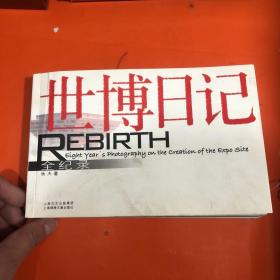 世博日记
REBIRTH
Eight Year's Photography on the Creation of the Expo Site
全纪录